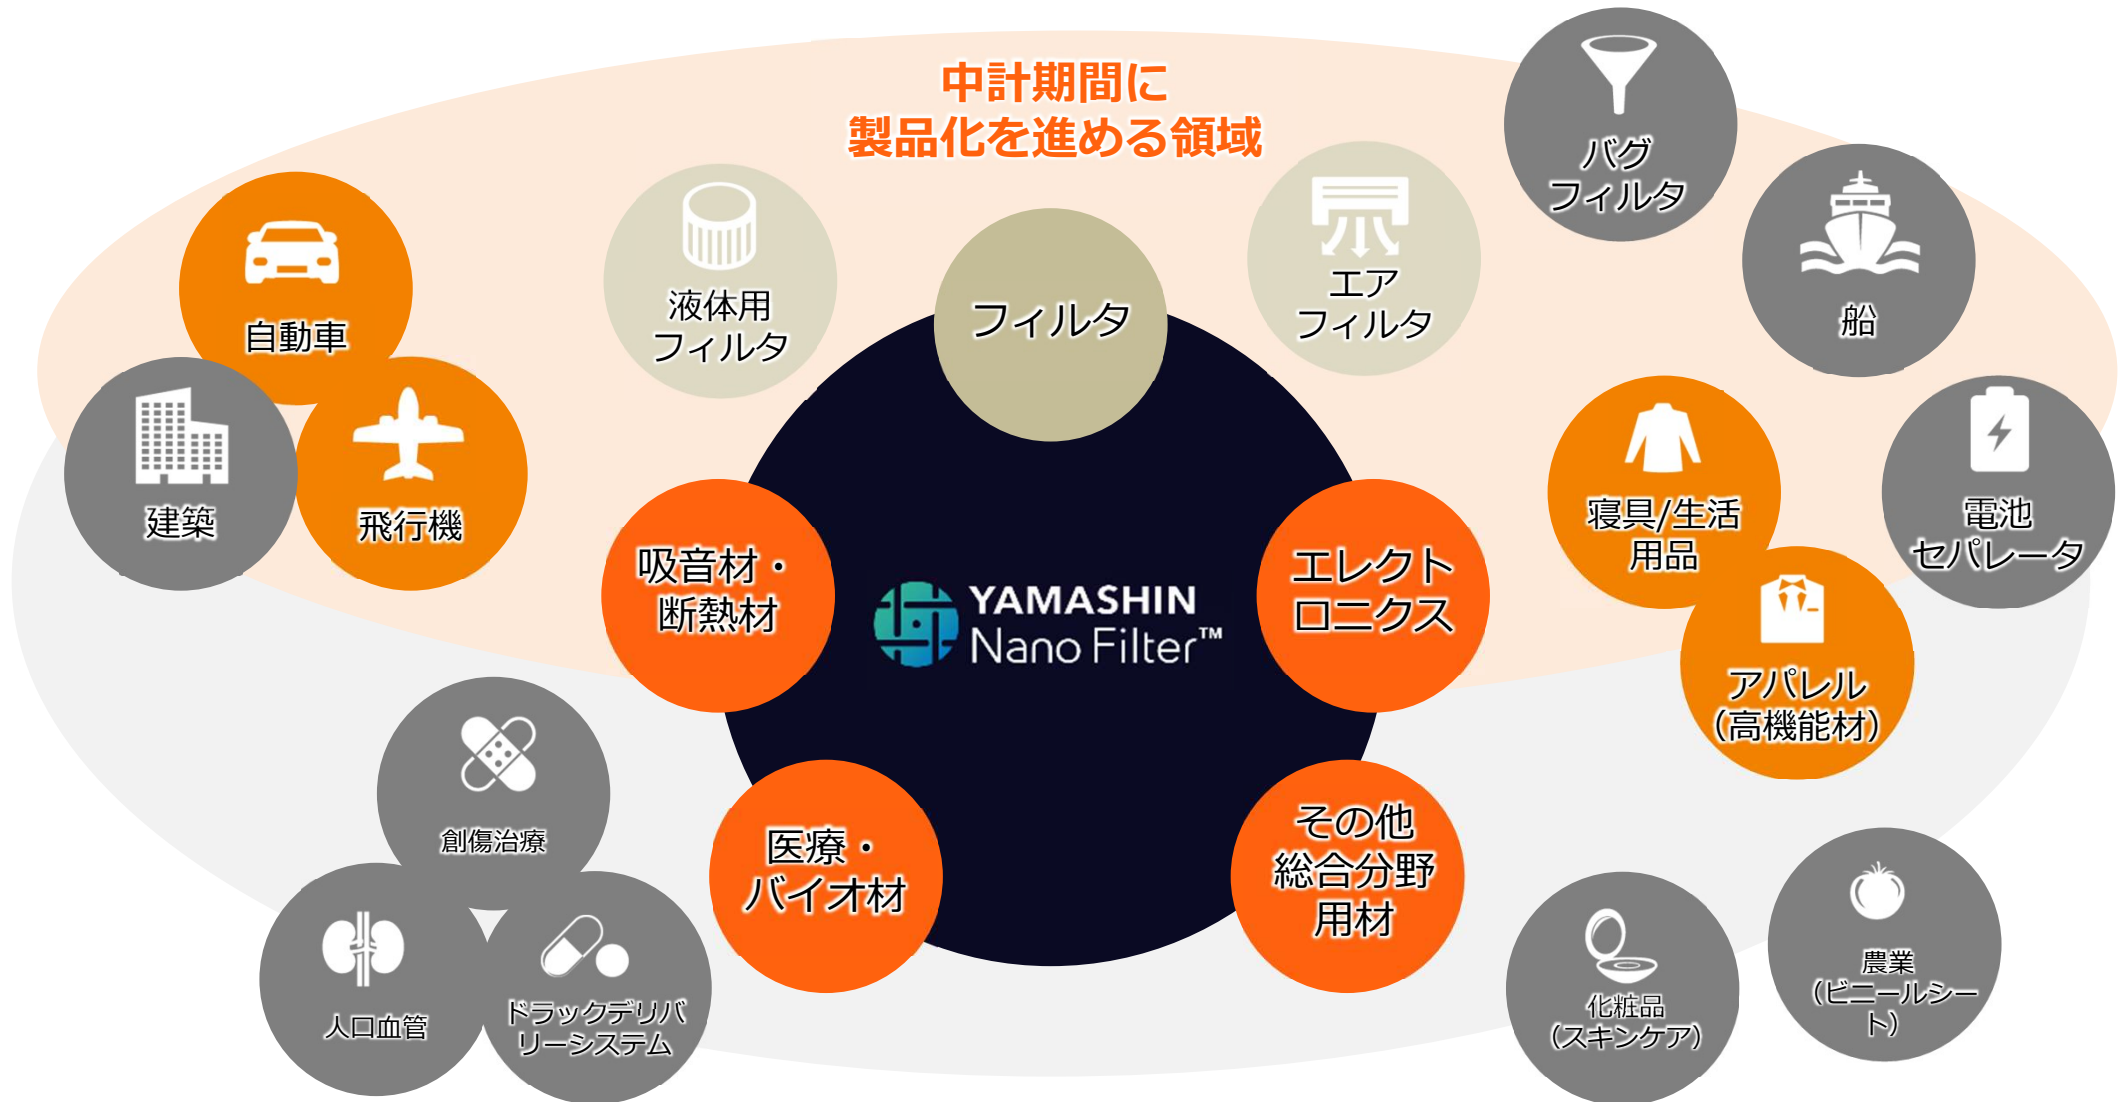 中計期間に
製品化を進める領域
バグ
フィルタ
船
エア
フィルタ
液体用
フィルタ
フィルタ
自動車
建築
飛行機
寝具/生活
用品
電池
セパレータ
アパレル
（高機能材）
吸音材・
断熱材
エレクト
ロニクス
YAMASHIN
Nano Filter™
創傷治療
人口血管
ドラックデリバ
リーシステム
医療・
バイオ材
その他
総合分野
用材
化粧品
（スキンケア）
農業
（ビニールシー
ト）